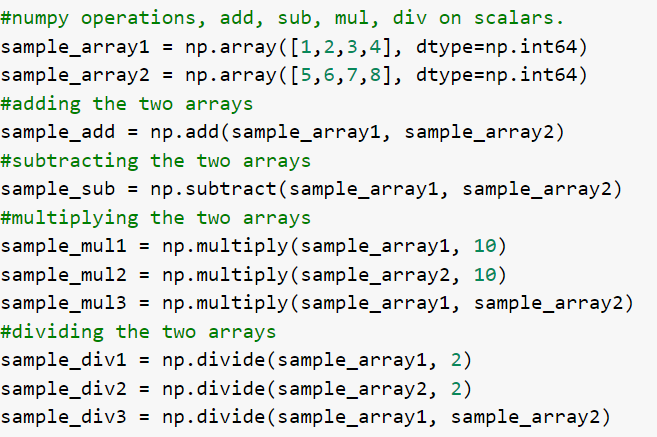 #numpy operations, add, sub, mul, div on scalars.
sample_array1 = np.array([1,2,3,4], dtype=np.int64)
sample_array2 = np.array([5,6,7,8], dtype=np.int64)
#adding the two arrays
sample_add = np.add(sample_array1, sample_array2)
#subtracting the two arrays
sample_sub = np.subtract(sample_array1, sample_array2)
#multiplying the two arrays
sample_mul1 = np.multiply(sample_array1, 10)
sample_mul2 = np.multiply(sample_array2, 10)
sample_mul3 = np.multiply(sample_array1, sample_array2)
#dividing the two arrays
sample_div1 = np.divide(sample_array1, 2)
sample_div2 = np.divide(sample_array2, 2)
sample_div3 = np.divide(sample_array1, sample_array2)